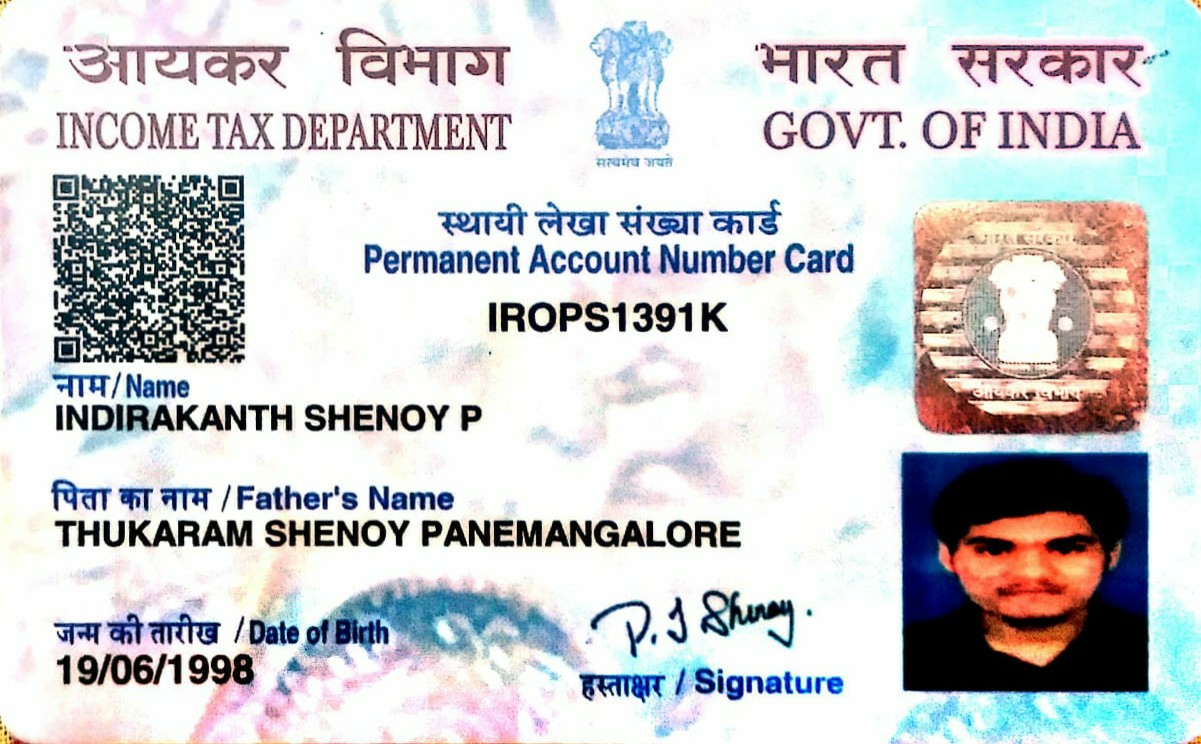 आयकर विभाग
INCOME TAX DEPARTMENT
सत्यमेव जयते
भारत सरकार
GOVT. OF INDIA
स्थायी लेखा संख्या कार्ड
Permanent Account Number Card
IROPS1391K
आयकर विभाग
नाम/Name
INDIRAKANTH SHENOY P
पिता का नाम /Father's Name
THUKARAM SHENOY PANEMANGALORE
जन्म की तारीख /Date of Birth
19/06/1998
P. I Shenoy.
हस्ताक्षर / Signature